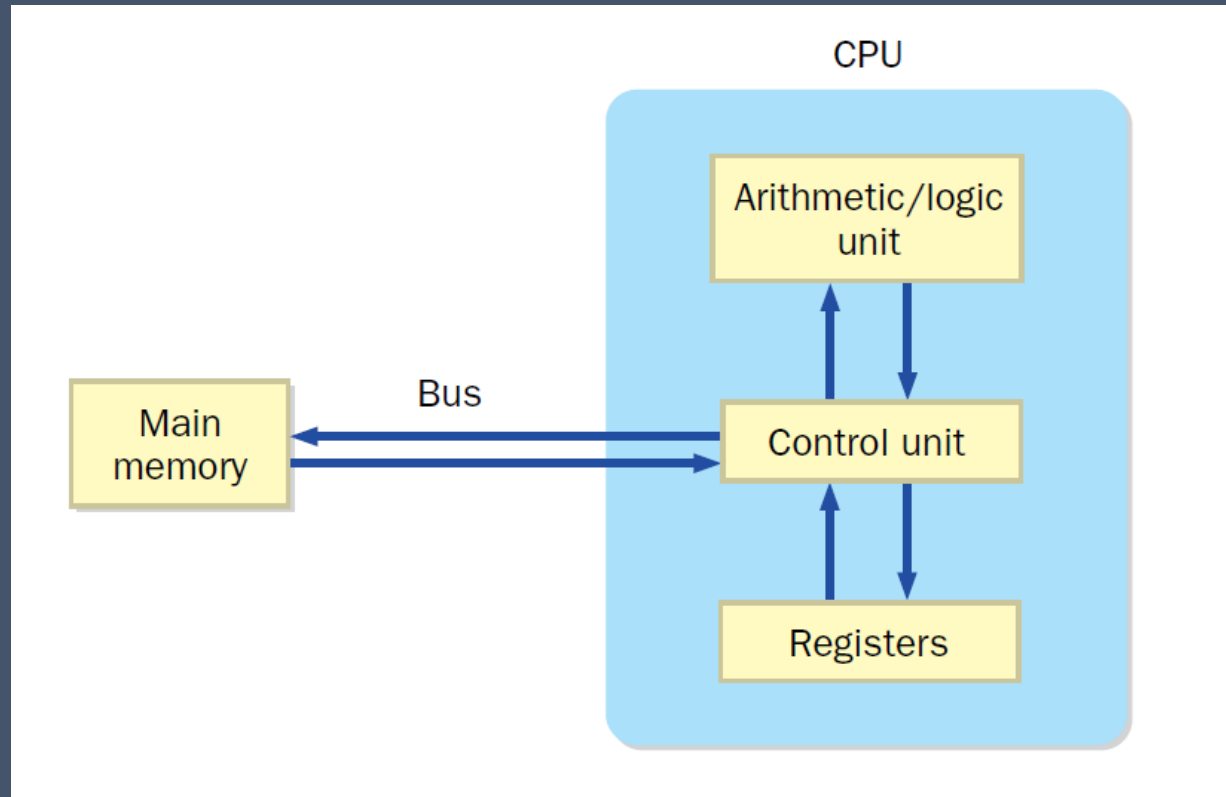 CPU
Arithmetic/logic
unit
Bus
Main
memory
Control unit
Registers